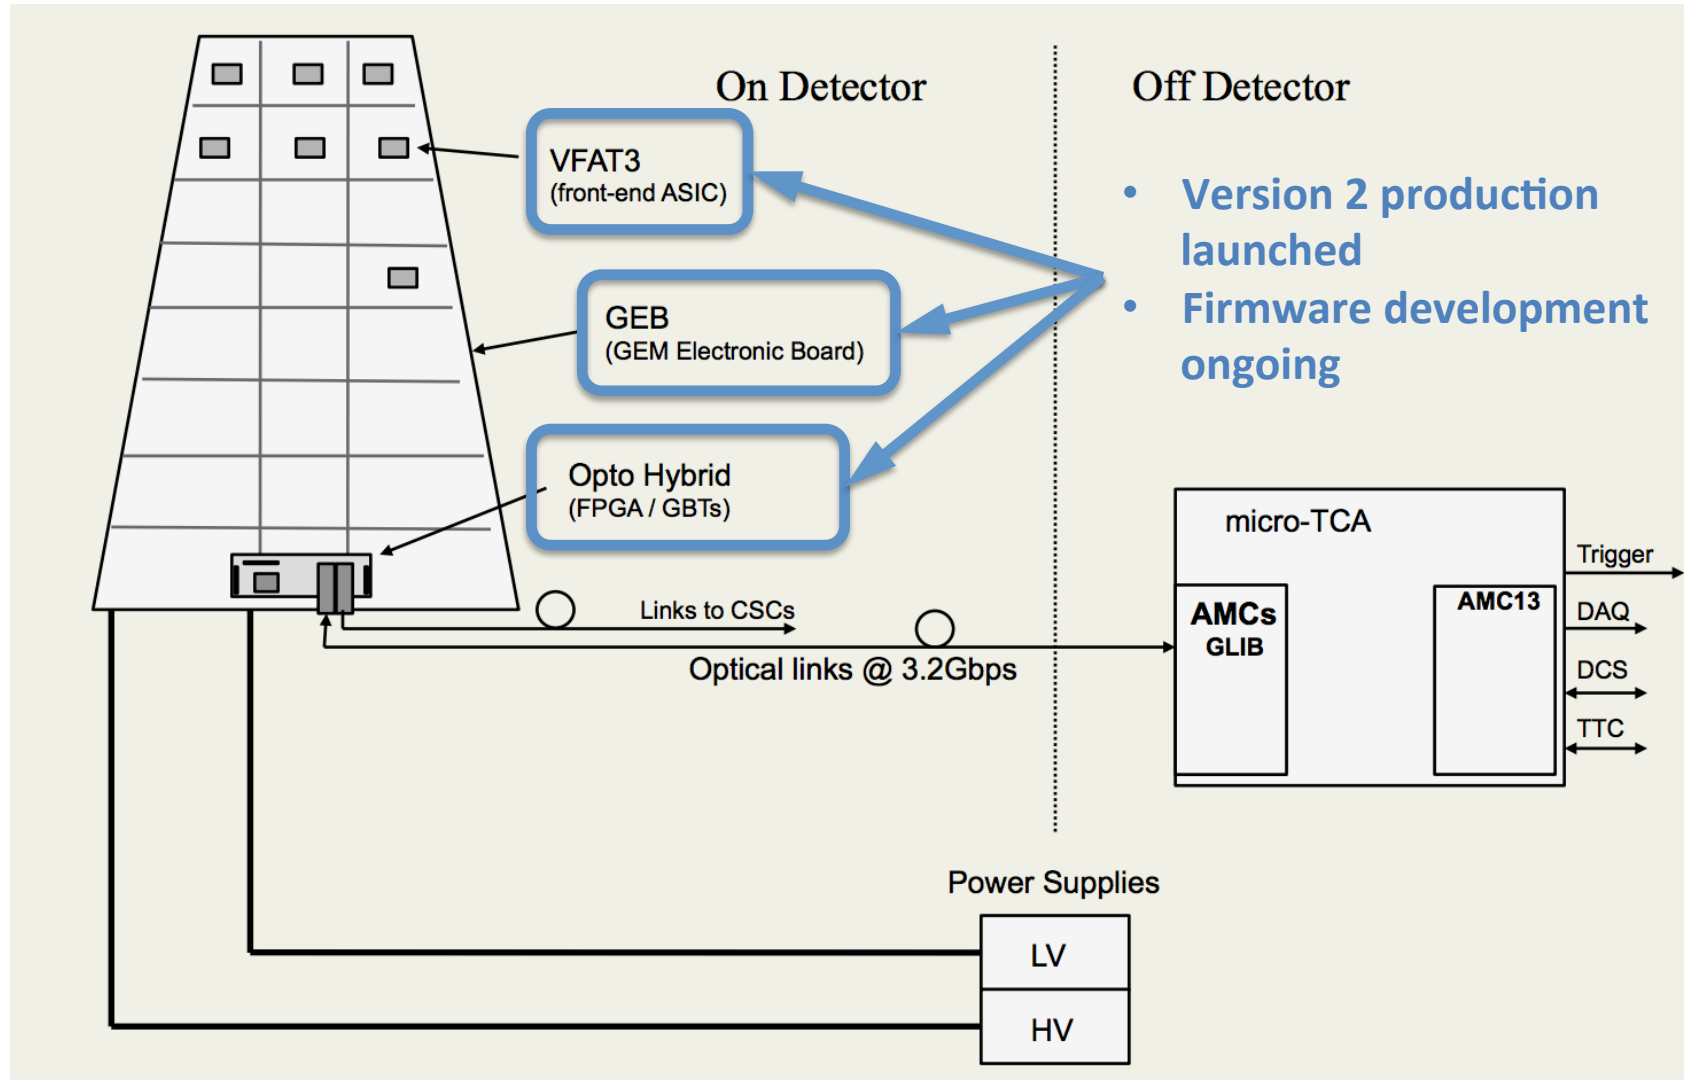 On Detector
Off Detector
VFAT3
(front-end ASIC)
• Version 2 production
launched
• Firmware development
ongoing
GEB
(GEM Electronic Board)
Opto Hybrid
(FPGA / GBTs)
micro-TCA
AMCs
GLIB
AMC13
Trigger
DAQ
DCS
TTC
Links to CSCs
Optical links @ 3.2Gbps
Power Supplies
LV
HV